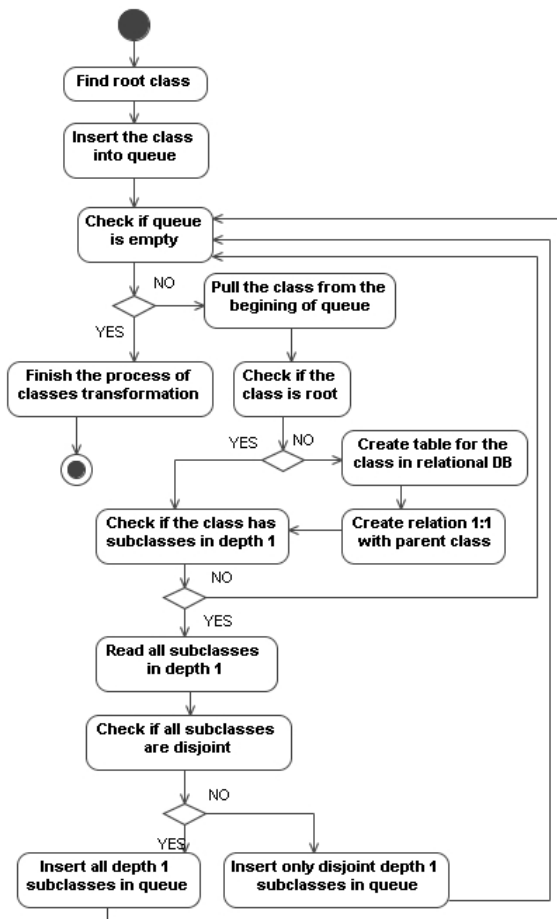 Find root class
Insert the class
into queue
Check if queue
is empty
NO
YES
Pull the class from the
begining of queue
Finish the process of
classes transformation
Check if the
class is root
YES
NO
Create table for the
class in relational DB
Check if the class has
subclasses in depth 1
Create relation 1:1
with parent class
NO
YES
Read all subclasses
in depth 1
Check if all subclasses
are disjoint
NO
YES
Insert all depth 1
subclasses in queue
Insert only disjoint depth 1
subclasses in queue